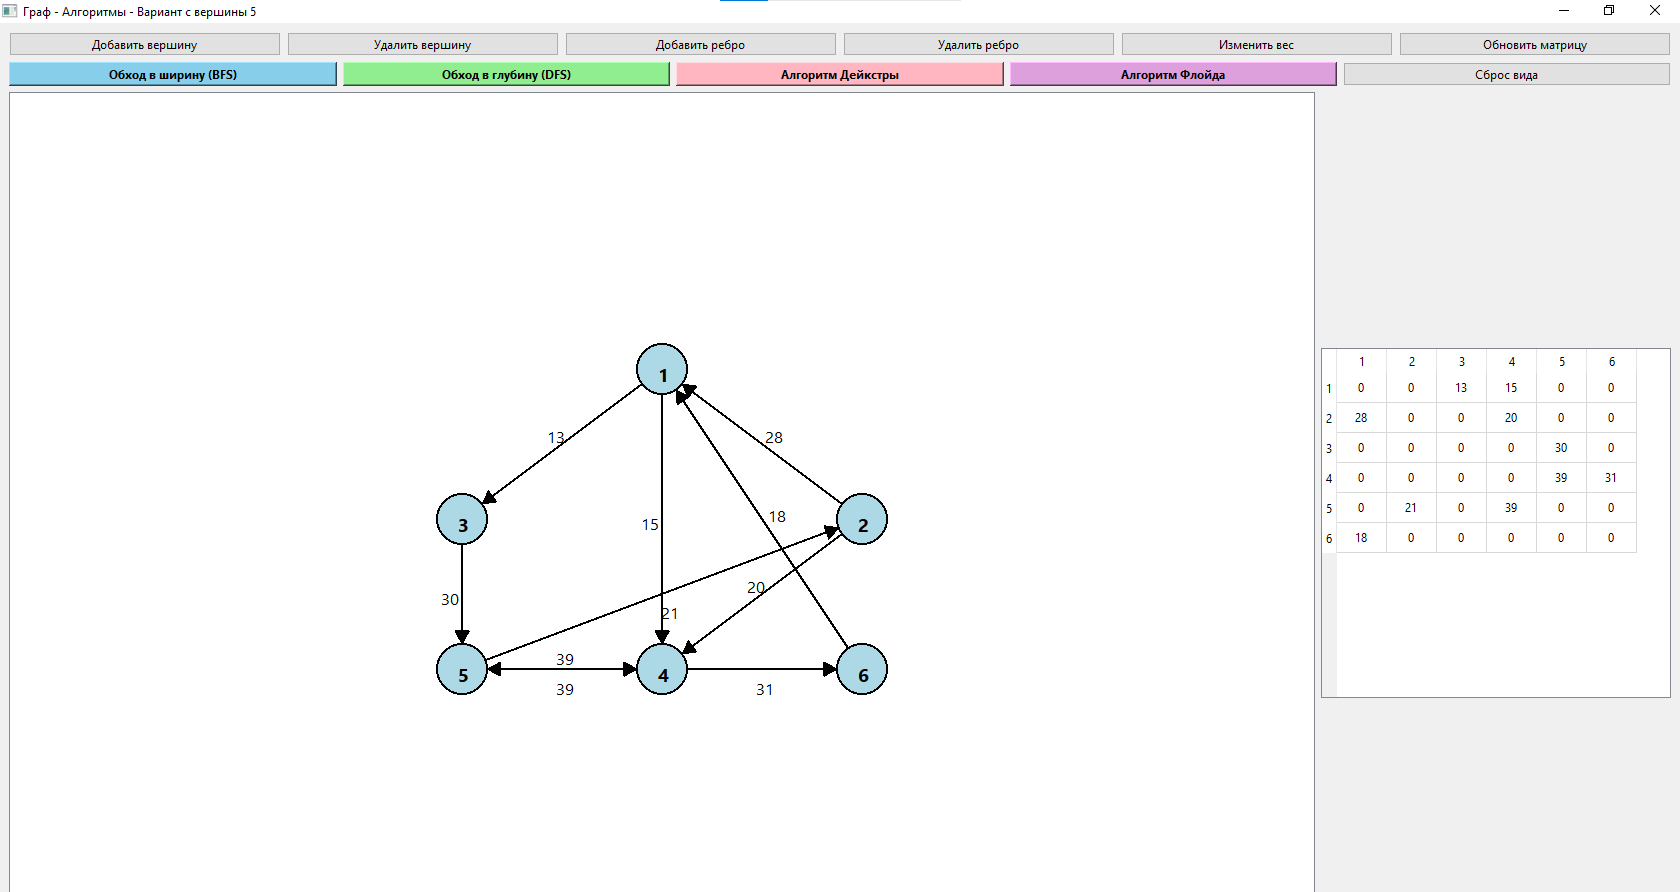 Граф - Алгоритмы - Вариант с вершины 5
Добавить вершину Удалить вершину Добавить ребро Удалить ребро Изменить вес Обновить матрицу
Обход в ширину (BFS) Обход в глубину (DFS) Алгоритм Дейкстры Алгоритм Флойда Сброс вида
1
13
28
3
15
18
2
30
21
20
39
5
4
6
39
31
1 2 3 4 5 6
1 0 0 13 15 0 0
2 28 0 0 20 0 0
3 0 0 0 0 30 0
4 0 0 0 0 39 31
5 0 21 0 39 0 0
6 18 0 0 0 0 0